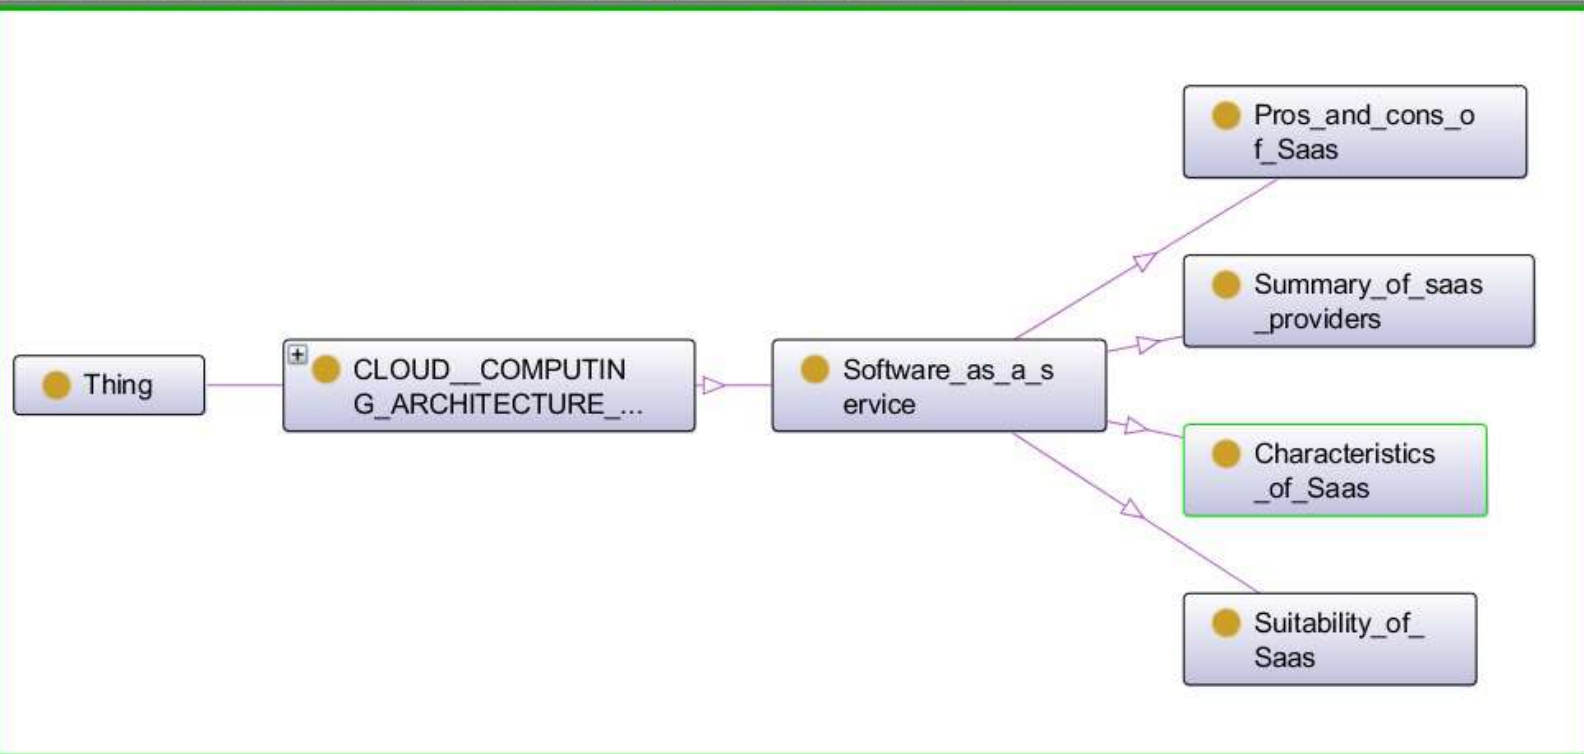 Pros_and_cons_o
f_Saas
Summary_of_saas
_providers
Thing
CLOUD__COMPUTIN
G_ARCHITECTURE_...
Software_as_a_s
ervice
Characteristics
_of_Saas
Suitability_of_
Saas